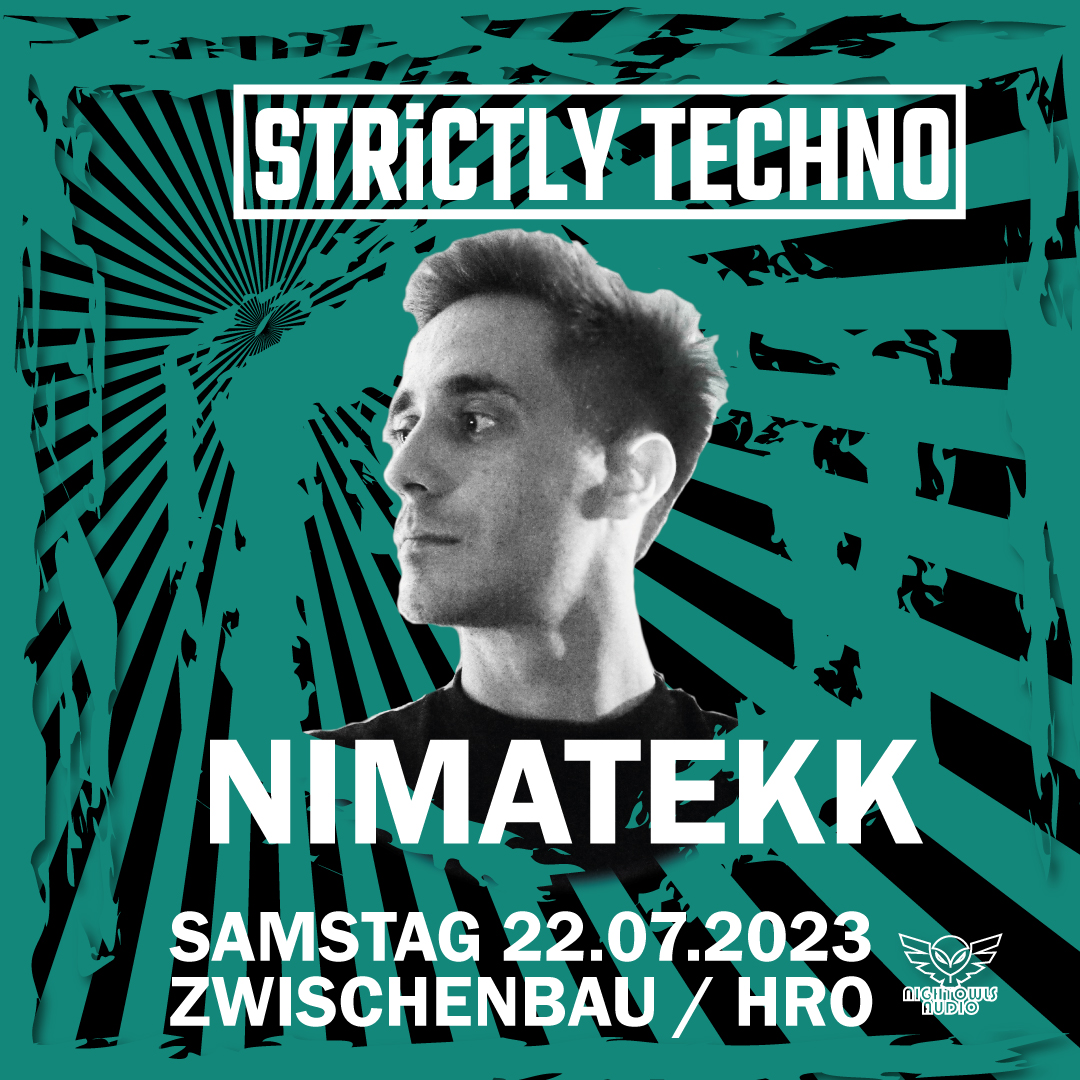 STRiCTLY TECHNO
NIMATEKK
SAMSTAG 22.07.2023
ZWISCHENBAU / HRO
NIGHTOWLS
AUDIO